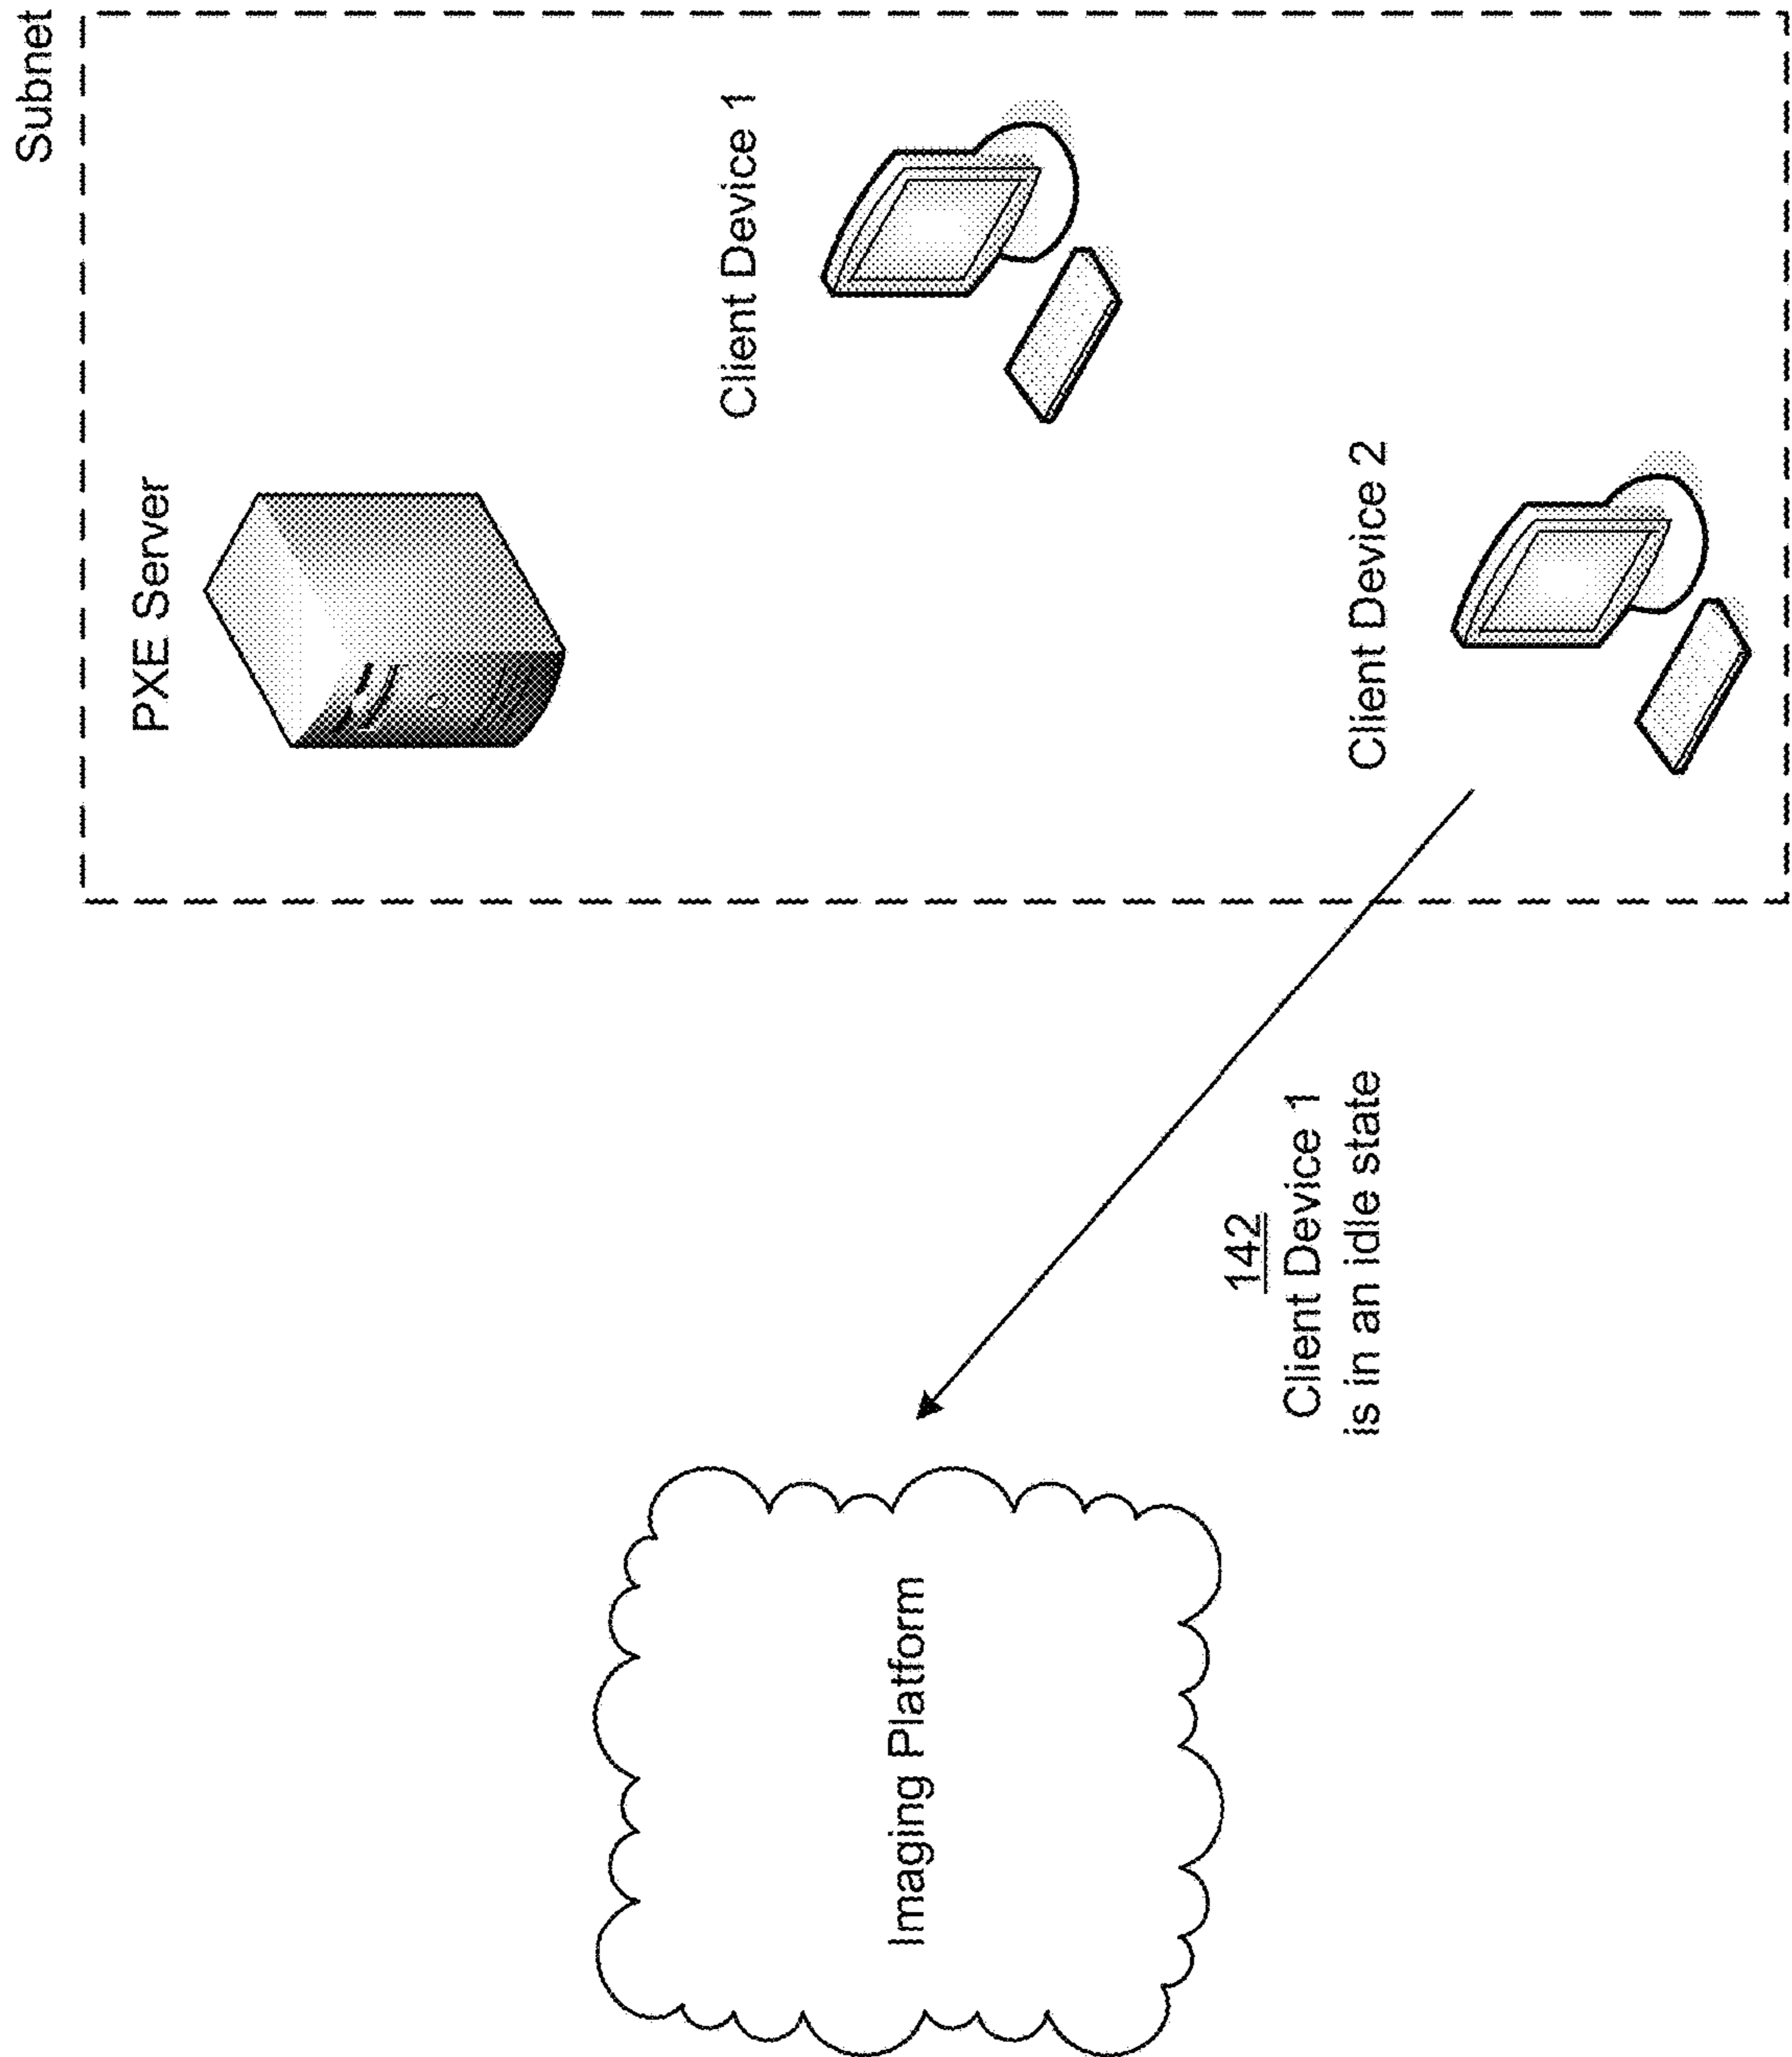 Subnet
PXE Server
Client Device 1
Client Device 2
142
Client Device 1
is in an idle state
Imaging Platform